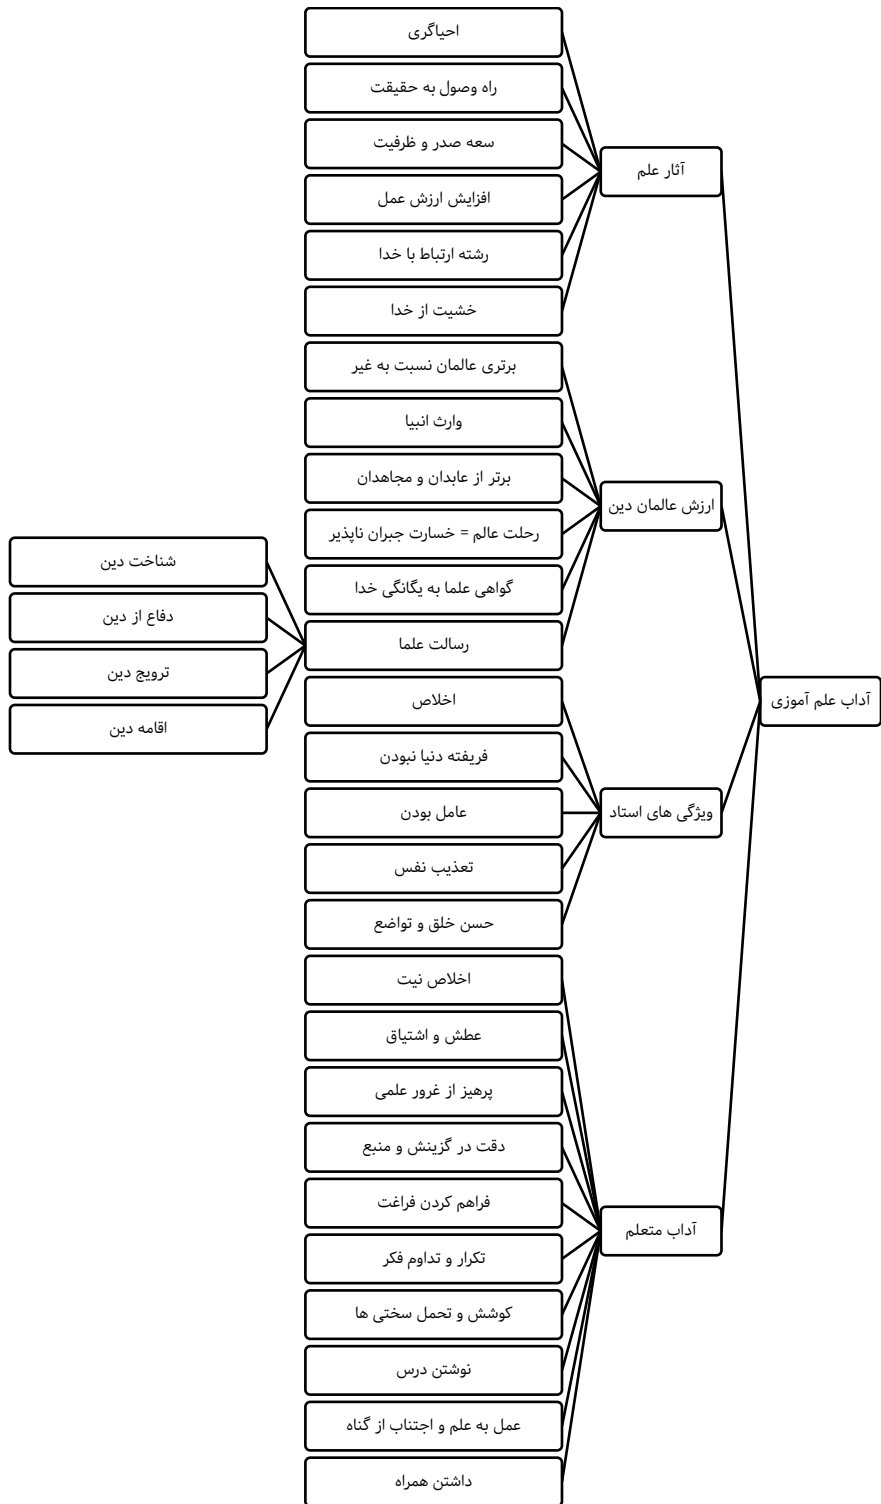 آداب علم آموزی
آثار علم
احیاگری
راه وصول به حقیقت
سعه صدر و ظرفیت
افزایش ارزش عمل
رشته ارتباط با خدا
خشیت از خدا
ارزش عالمان دین
برتری عالمان نسبت به غیر
وارث انبیا
برتر از عابدان و مجاهدان
رحلت عالم = خسارت جبران ناپذیر
گواهی علما به یگانگی خدا
رسالت علما
شناخت دین
دفاع از دین
ترویج دین
اقامه دین
ویژگی های استاد
اخلاص
فریفته دنیا نبودن
عامل بودن
تعذیب نفس
حسن خلق و تواضع
آداب متعلم
اخلاص نیت
عطش و اشتیاق
پرهیز از غرور علمی
دقت در گزینش و منبع
فراهم کردن فراغت
تکرار و تداوم فکر
کوشش و تحمل سختی ها
نوشتن درس
عمل به علم و اجتناب از گناه
داشتن همراه